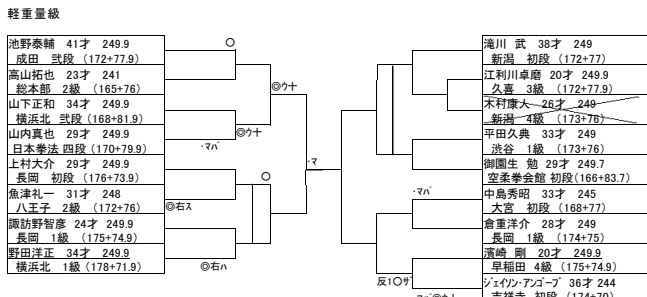 軽重量級
池野泰輔 41才 249.9
成田 弐段 (172+77.9)
高山拓也 23才 241
総本部 2級 (165+76)
山下正和 34才 249.9
横浜北 弐段 (168+81.9)
山内真也 29才 249.9
日本拳法 四段 (170+79.9)
上村大介 29才 249.9
長岡 初段 (176+73.9)
魚津礼一 31才 248
八王子 2級 (172+76)
諏訪野智彦 24才 249.9
長岡 1級 (175+74.9)
野田洋正 34才 249.9
横浜北 1級 (178+71.9)
○
◎ウ十
◎ウ十
・マバ
・マ
○
◎右ス
◎右ハ
滝川 武 38才 249
新潟 初段 (172+77)
江利川卓磨 20才 249.9
久喜 3級 (172+77.9)
木村康人 26才 249
新潟 4級 (173+76)
平田久典 33才 249
渋谷 1級 (173+76)
御園生 勉 29才 249.7
空柔拳会館 初段(166+83.7)
中島秀昭 33才 245
大宮 初段 (168+77)
倉重洋介 28才 249
長岡 1級 (174+75)
濱崎 剛 20才 249.9
早稲田 4級 (175+74.9)
ジェイソン・アンゴーブ 36才 244
吉祥寺 初段 (174+70)
・マバ
反1○ザ